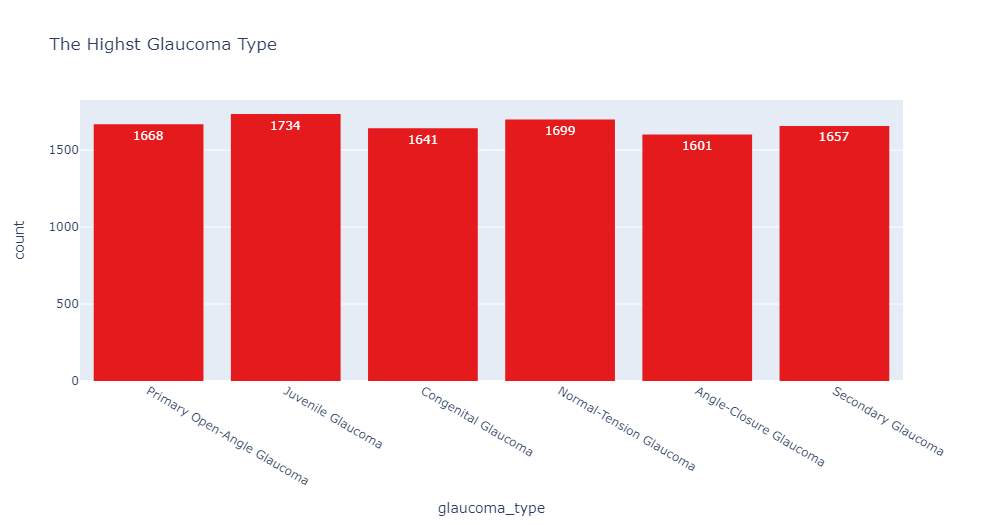 The Highst Glaucoma Type
count
1500
1000
500
0
1668
1734
1641
1699
1601
1657
Primary Open-Angle Glaucoma
Juvenile Glaucoma
Congenital Glaucoma
Normal-Tension Glaucoma
Angle-Closure Glaucoma
Secondary Glaucoma
glaucoma_type